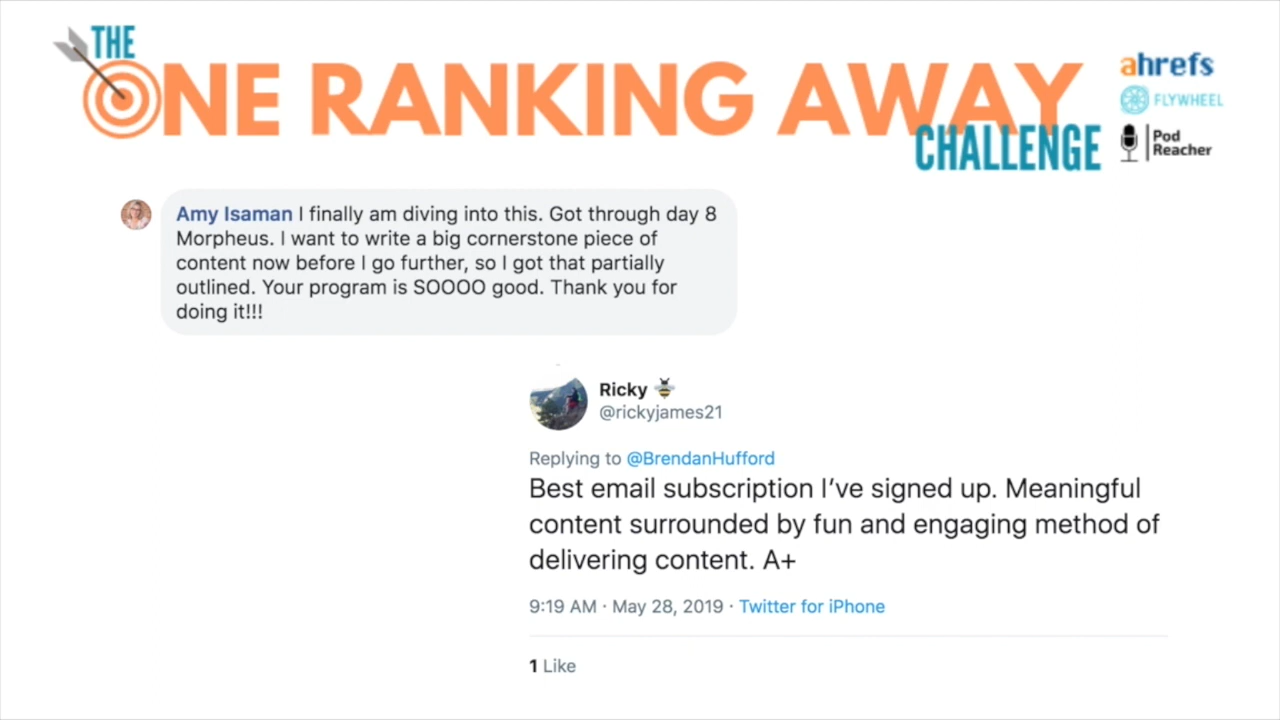 THE
ONE RANKING AWAY
CHALLENGE
ahrefs
FLYWHEEL
Pod
Reacher
Amy Isaman I finally am diving into this. Got through day 8
Morpheus. I want to write a big cornerstone piece of
content now before I go further, so I got that partially
outlined. Your program is SOOOO good. Thank you for
doing it!!!
Ricky
@rickyjames21
Replying to @BrendanHufford
Best email subscription I’ve signed up. Meaningful
content surrounded by fun and engaging method of
delivering content. A+
9:19 AM · May 28, 2019 · Twitter for iPhone
1 Like